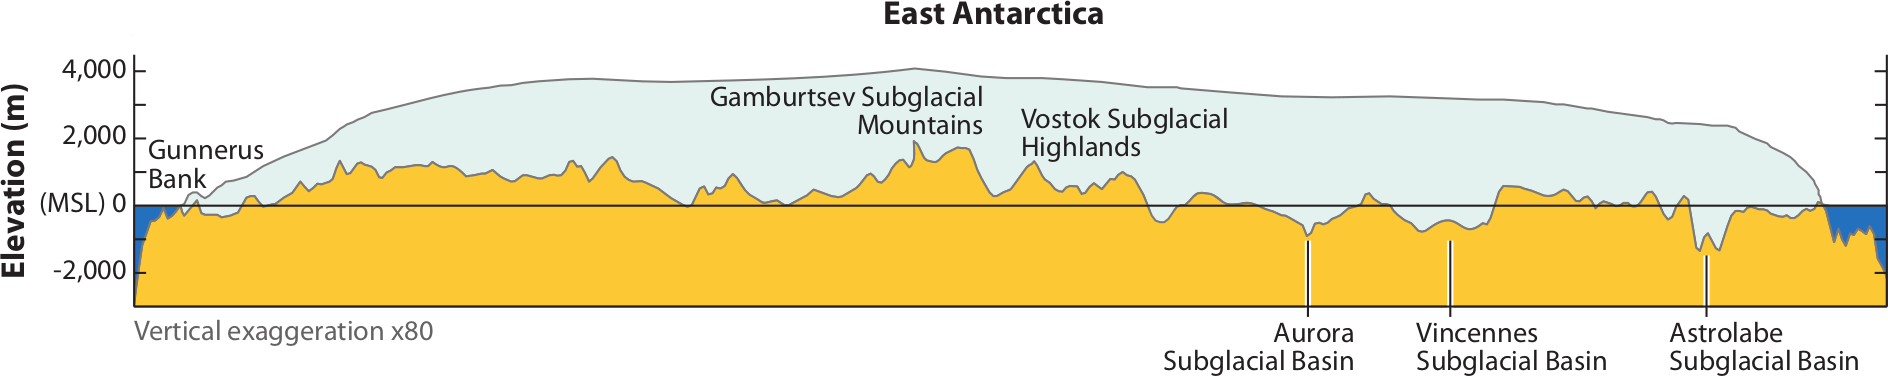 East Antarctica
Elevation (m)
4,000
2,000
(MSL) 0
-2,000
Gunnerus
Bank
Gamburtsev Subglacial
Mountains
Vostok Subglacial
Highlands
Vertical exaggeration x80
Aurora
Subglacial Basin
Vincennes
Subglacial Basin
Astrolabe
Subglacial Basin